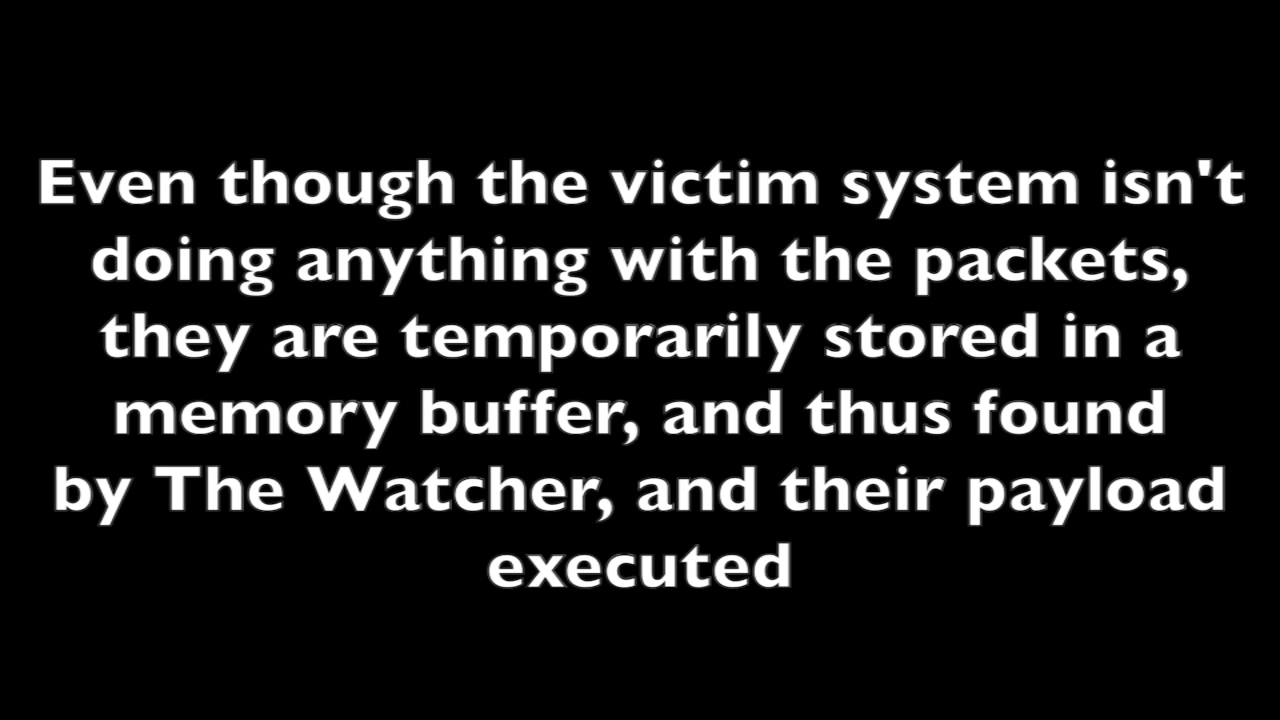 Even though the victim system isn't
doing anything with the packets,
they are temporarily stored in a
memory buffer, and thus found
by The Watcher, and their payload
executed